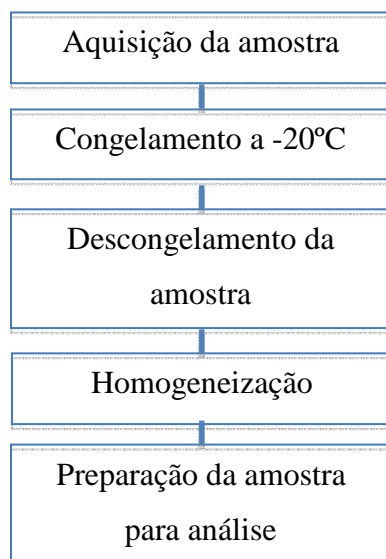 Aquisição da amostra
Congelamento a -20ºC
Descongelamento da
amostra
Homogeneização
Preparação da amostra
para análise